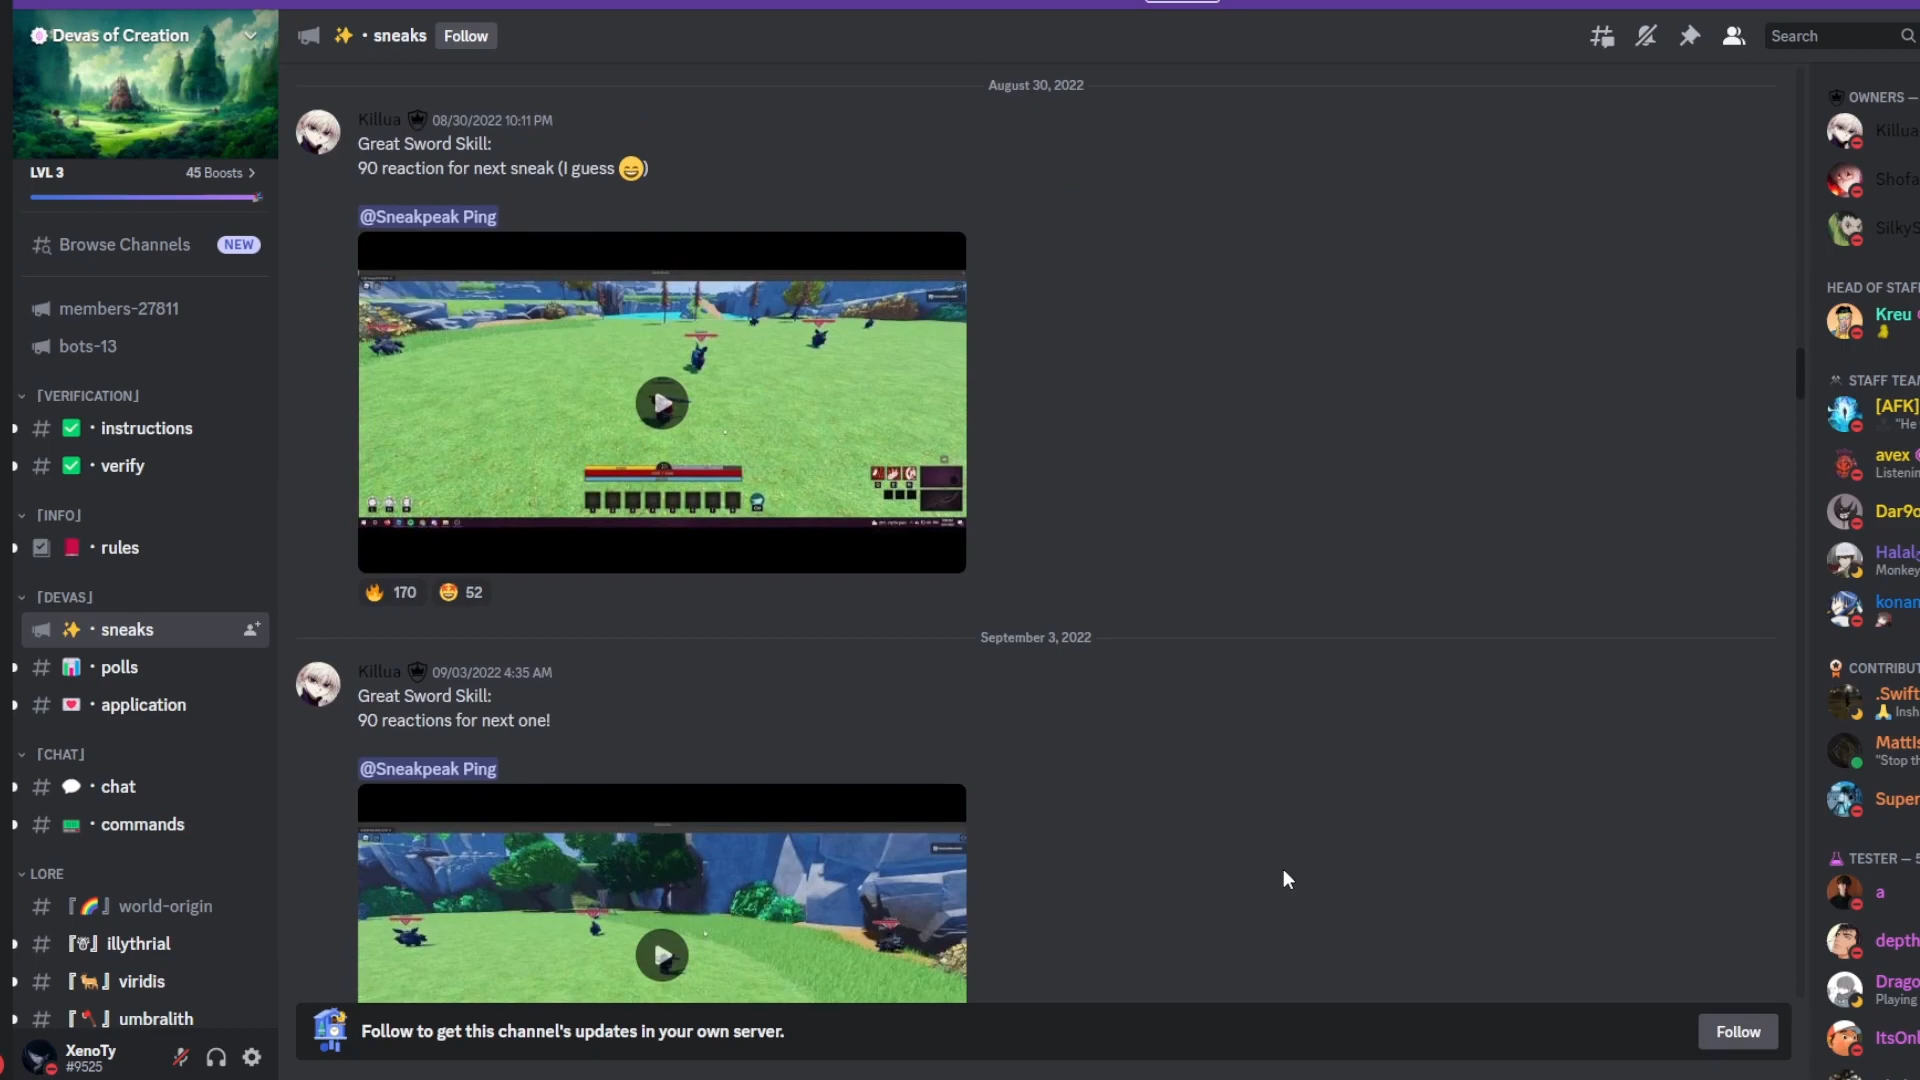 Devas of Creation
LVL 3
45 Boosts
Browse Channels
NEW
members-27811
bots-13
「VERIFICATION」
instructions
verify
「INFO」
rules
「DEVAS」
sneaks
polls
application
「CHAT」
chat
commands
LORE
world-origin
illythrial
viridis
umbralith
XenoTy
#9525
sneaks
Follow
Search
August 30, 2022
Killua 08/30/2022 10:11 PM
Great Sword Skill:
90 reaction for next sneak (I guess 😄)
@Sneakpeak Ping
170
52
September 3, 2022
Killua 09/03/2022 4:35 AM
Great Sword Skill:
90 reactions for next one!
@Sneakpeak Ping
Follow to get this channel's updates in your own server.
Follow
OWNERS —
Killua
Shofa
SilkyS
HEAD OF STAFF
Kreu
STAFF TEAM
[AFK]
"He
avex
Listening
Dar9o
Halal
Monkey
konan
CONTRIBUT
.Swift
Insh
MattIs
"Stop th
Super
TESTER — 5
a
depth
Drago
Playing
ItsOnl